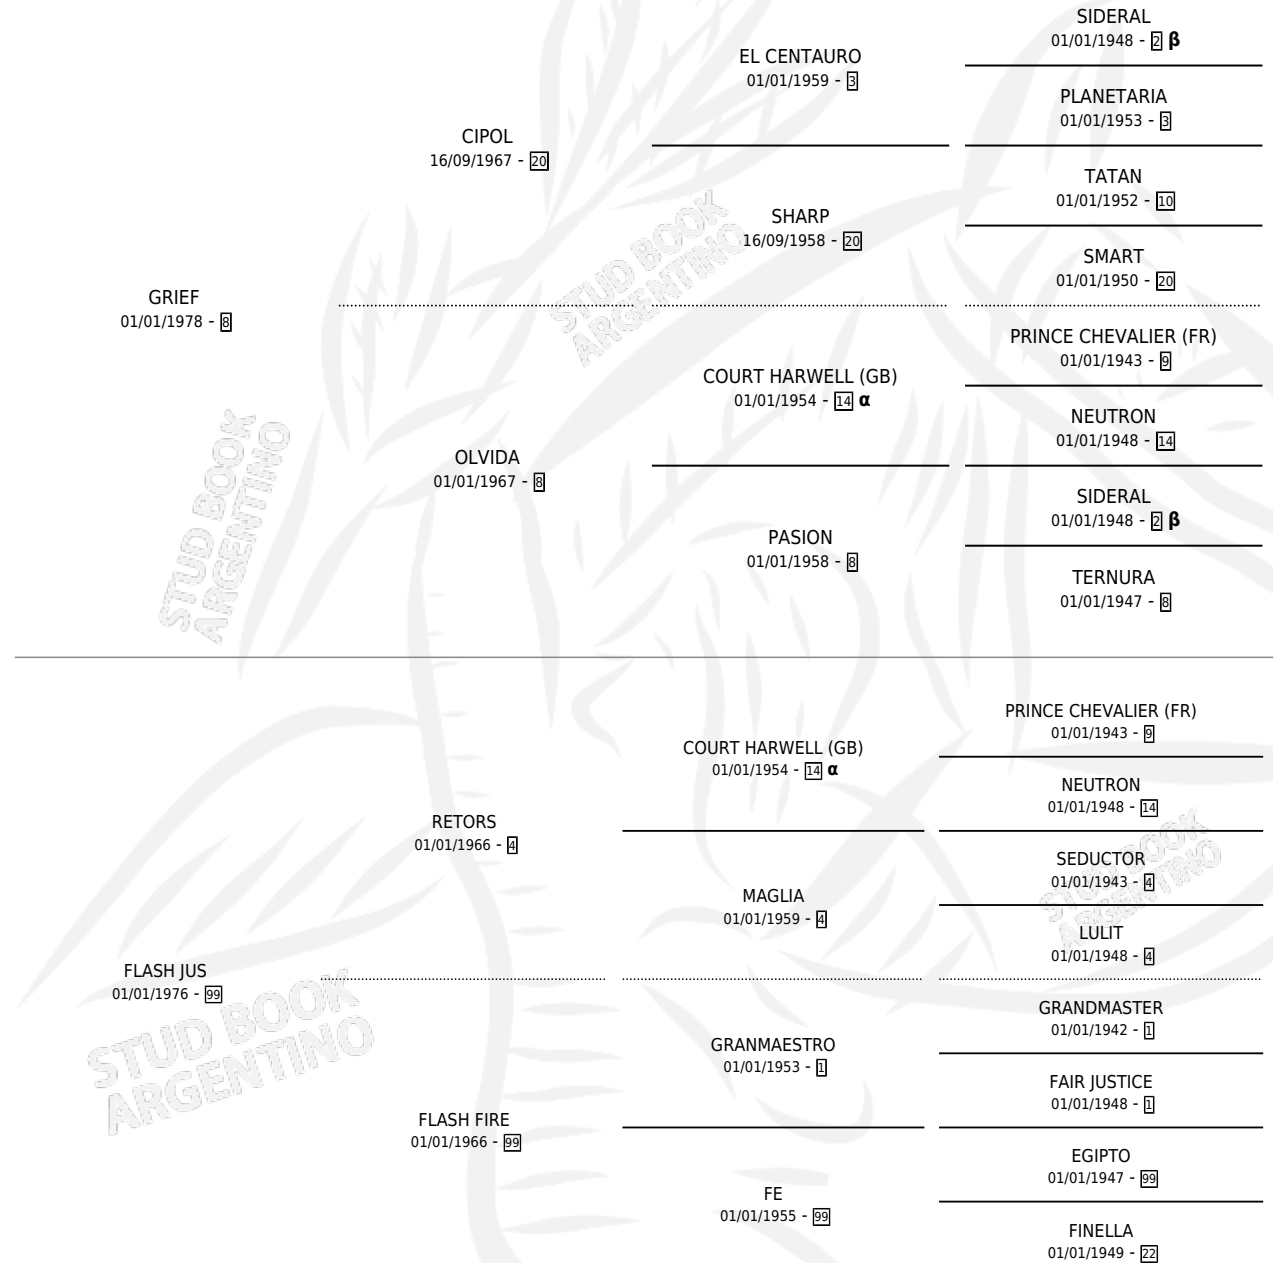 SIDERAL
01/01/1948 - 2 β
EL CENTAURO
01/01/1959 - 3
PLANETARIA
01/01/1953 - 3
CIPOL
16/09/1967 - 20
TATAN
01/01/1952 - 10
SHARP
16/09/1958 - 20
SMART
01/01/1950 - 20
GRIEF
01/01/1978 - 8
PRINCE CHEVALIER (FR)
01/01/1943 - 9
COURT HARWELL (GB)
01/01/1954 - 14 α
NEUTRON
01/01/1948 - 14
OLVIDA
01/01/1967 - 8
SIDERAL
01/01/1948 - 2 β
PASION
01/01/1958 - 8
TERNURA
01/01/1947 - 8
STUD BOOK
ARGENTINO
STUD BOOK
ARGENTINO
PRINCE CHEVALIER (FR)
01/01/1943 - 9
COURT HARWELL (GB)
01/01/1954 - 14 α
NEUTRON
01/01/1948 - 14
RETORS
01/01/1966 - 4
SEDUCTOR
01/01/1943 - 4
MAGLIA
01/01/1959 - 4
LULIT
01/01/1948 - 4
FLASH JUS
01/01/1976 - 99
GRANDMASTER
01/01/1942 - 1
GRANMAESTRO
01/01/1953 - 1
FAIR JUSTICE
01/01/1948 - 1
FLASH FIRE
01/01/1966 - 99
EGIPTO
01/01/1947 - 99
FE
01/01/1955 - 99
FINELLA
01/01/1949 - 22
STUD BOOK
ARGENTINO
STUD BOOK
ARGENTINO